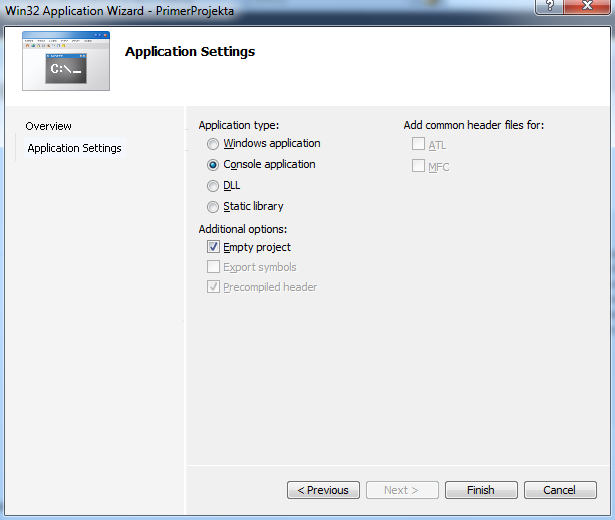 Win32 Application Wizard - PrimerProjekta
?
C:\_
Application Settings
Overview
Application Settings
Application type:
Windows application
Console application
DLL
Static library
Additional options:
Empty project
Export symbols
Precompiled header
Add common header files for:
ATL
MFC
< Previous
Next >
Finish
Cancel